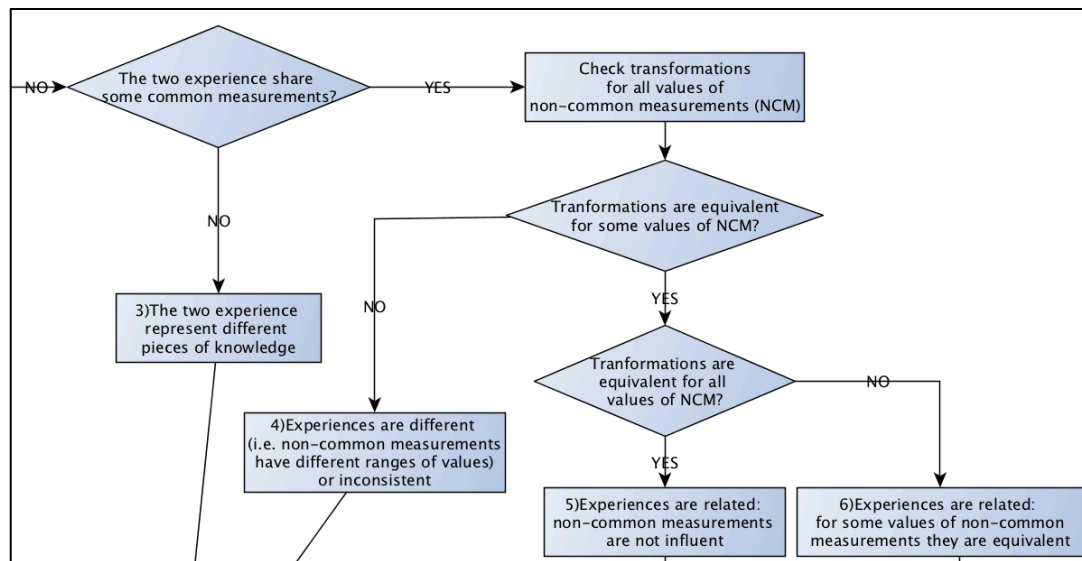 NO
The two experience share
some common measurements?
YES
Check transformations
for all values of
non-common measurements (NCM)
NO
Tranformations are equivalent
for some values of NCM?
3)The two experience
represent different
pieces of knowledge
NO
YES
Tranformations are
equivalent for all
values of NCM?
NO
4)Experiences are different
(i.e. non-common measurements
have different ranges of values)
or inconsistent
YES
5)Experiences are related:
non-common measurements
are not influent
6)Experiences are related:
for some values of non-common
measurements they are equivalent